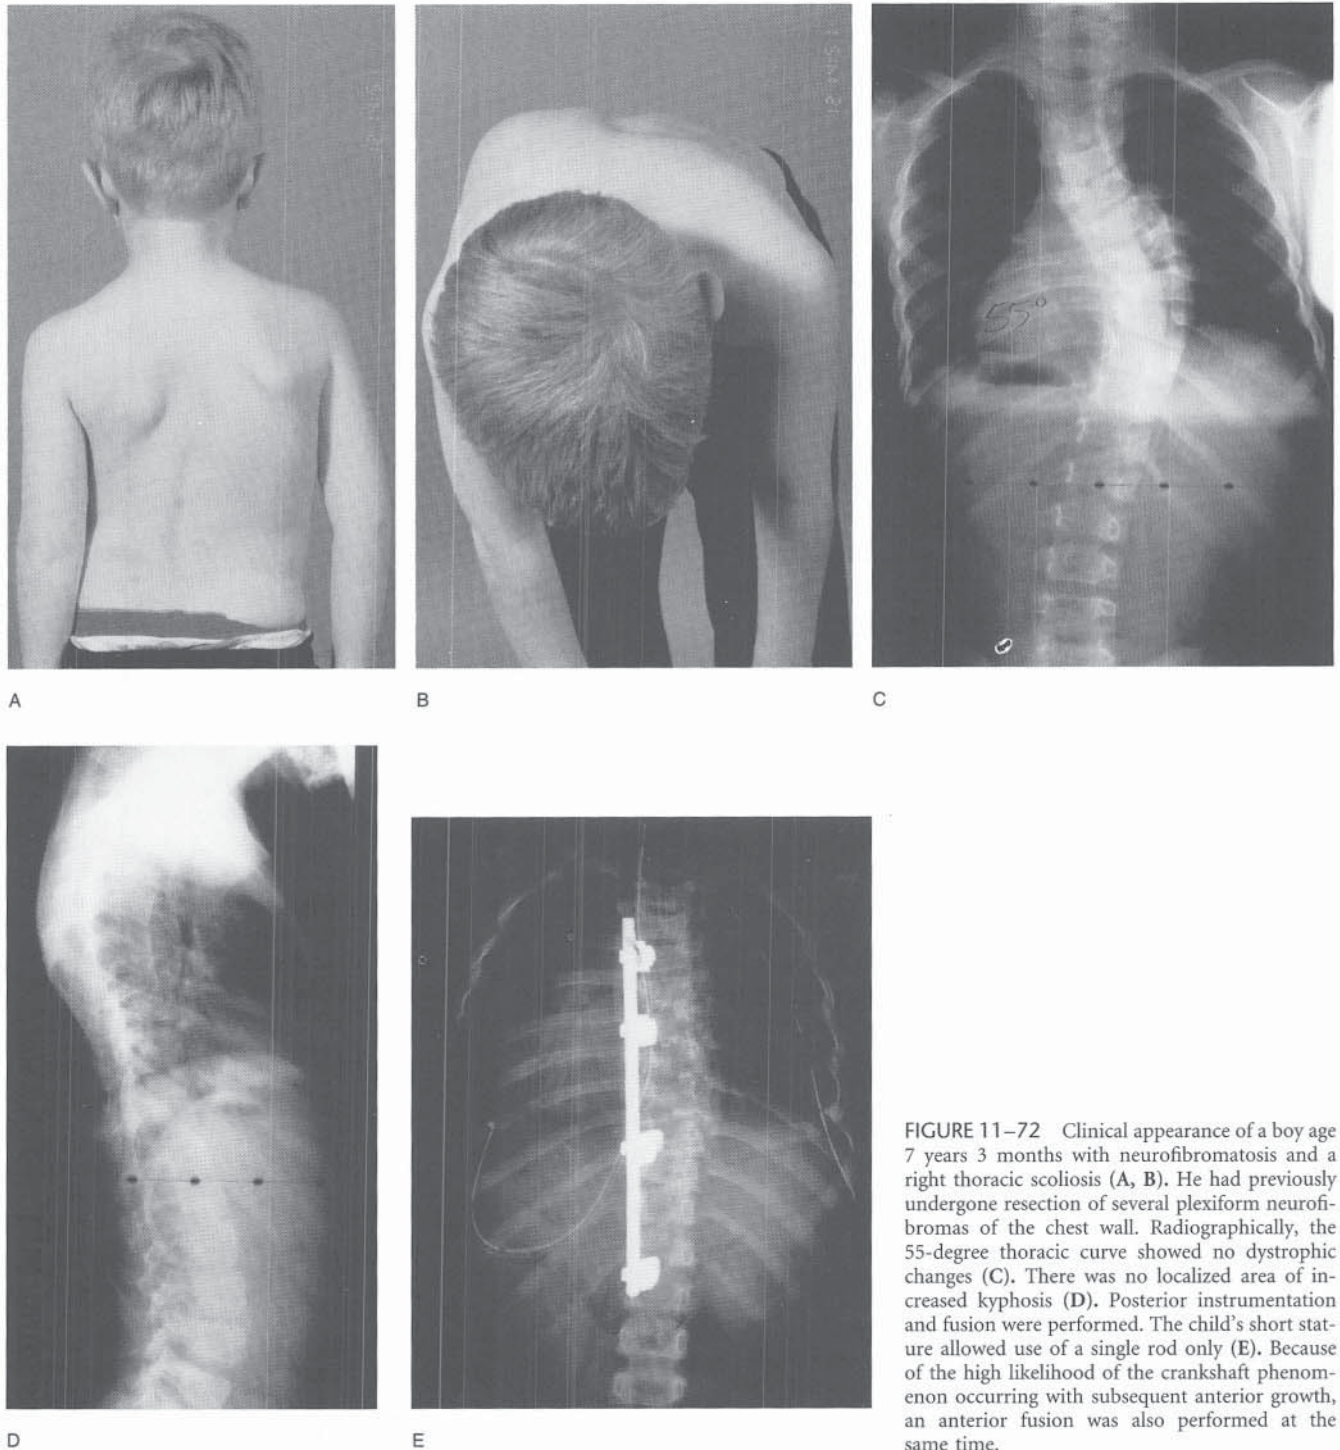 55°
A
B
C
D
E
FIGURE 11–72 Clinical appearance of a boy age
7 years 3 months with neurofibromatosis and a
right thoracic scoliosis (A, B). He had previously
undergone resection of several plexiform neurofi-
bromas of the chest wall. Radiographically, the
55-degree thoracic curve showed no dystrophic
changes (C). There was no localized area of in-
creased kyphosis (D). Posterior instrumentation
and fusion were performed. The child's short stat-
ure allowed use of a single rod only (E). Because
of the high likelihood of the crankshaft phenom-
enon occurring with subsequent anterior growth,
an anterior fusion was also performed at the
same time.